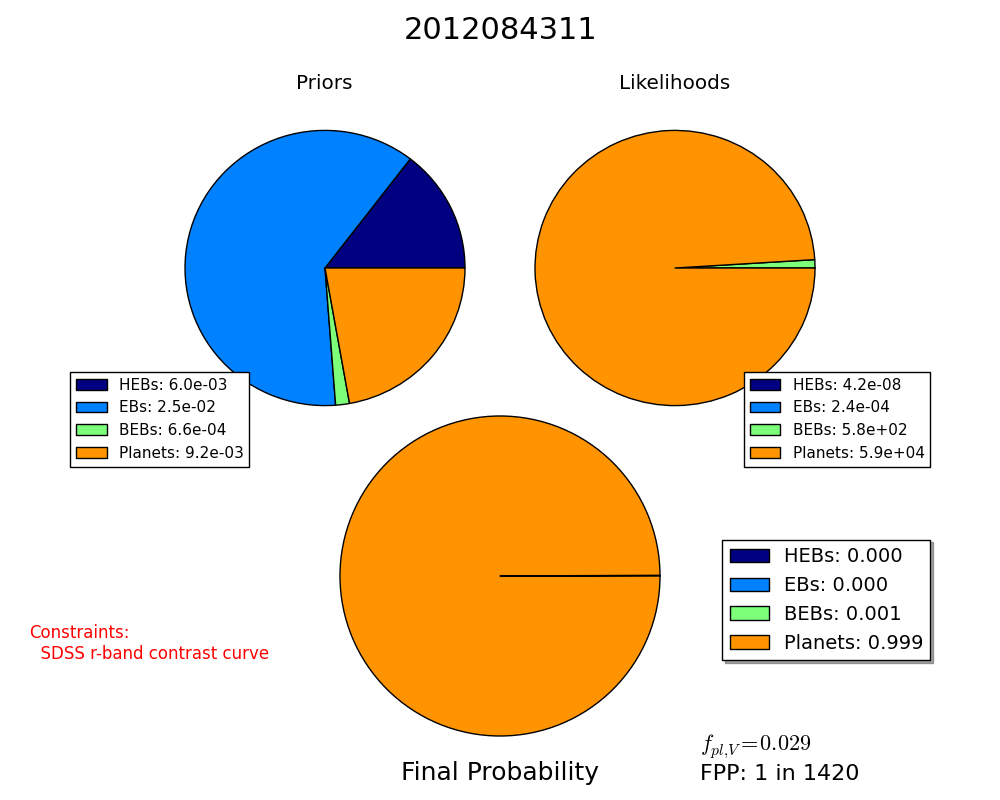 2012084311
Priors
Likelihoods
HEBs: 6.0e-03
EBs: 2.5e-02
BEBs: 6.6e-04
Planets: 9.2e-03
HEBs: 4.2e-08
EBs: 2.4e-04
BEBs: 5.8e+02
Planets: 5.9e+04
HEBs: 0.000
EBs: 0.000
BEBs: 0.001
Planets: 0.999
Constraints:
SDSS r-band contrast curve
Final Probability
f_{pl,V}=0.029
FPP: 1 in 1420